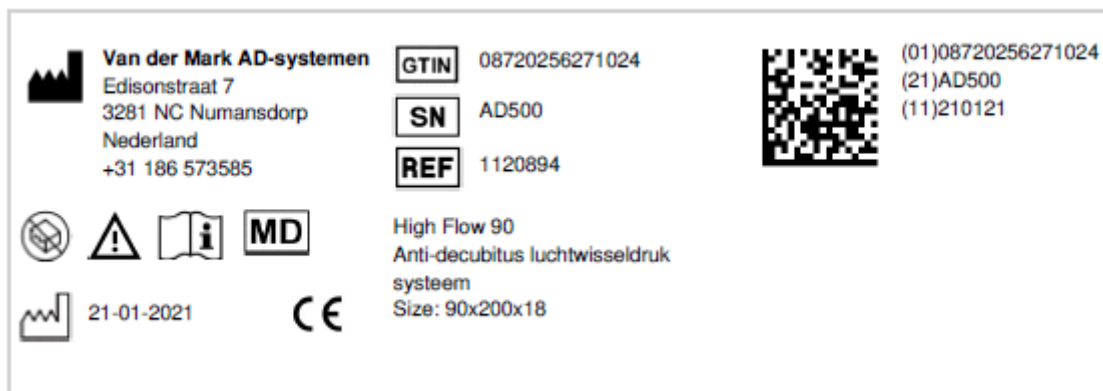 Van der Mark AD-systemen
Edisonstraat 7
3281 NC Numansdorp
Nederland
+31 186 573585
GTIN 08720256271024
SN AD500
REF 1120894
(01)08720256271024
(21)AD500
(11)210121
MD
High Flow 90
Anti-decubitus luchtwisseldruk
systeem
Size: 90x200x18
21-01-2021
CE